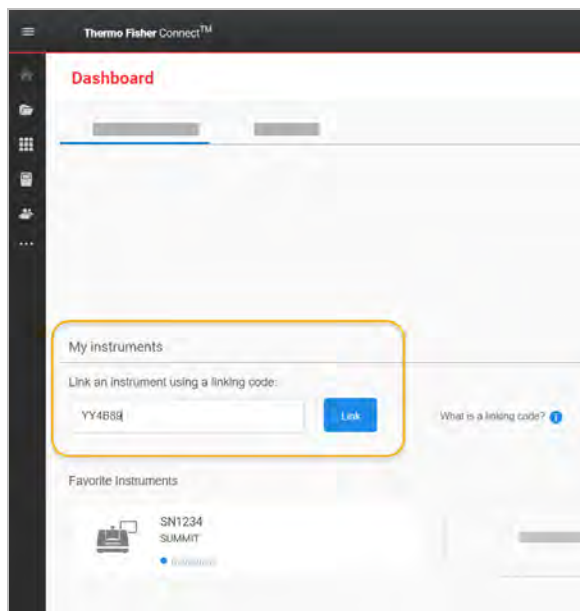 Thermo Fisher Connect™
Dashboard
My instruments
Link an instrument using a linking code:
YY4B89
Link
What is a linking code?
Favorite Instruments
SN1234
SUMMIT